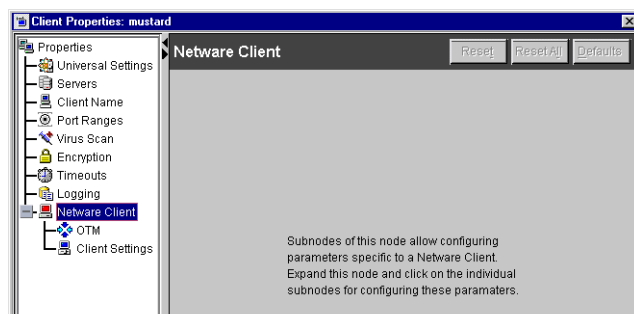 Client Properties: mustard
Properties
Universal Settings
Servers
Client Name
Port Ranges
Virus Scan
Encryption
Timeouts
Logging
Netware Client
OTM
Client Settings
Netware Client
Reset
Reset All
Defaults
Subnodes of this node allow configuring
parameters specific to a Netware Client.
Expand this node and click on the individual
subnodes for configuring these paramaters.